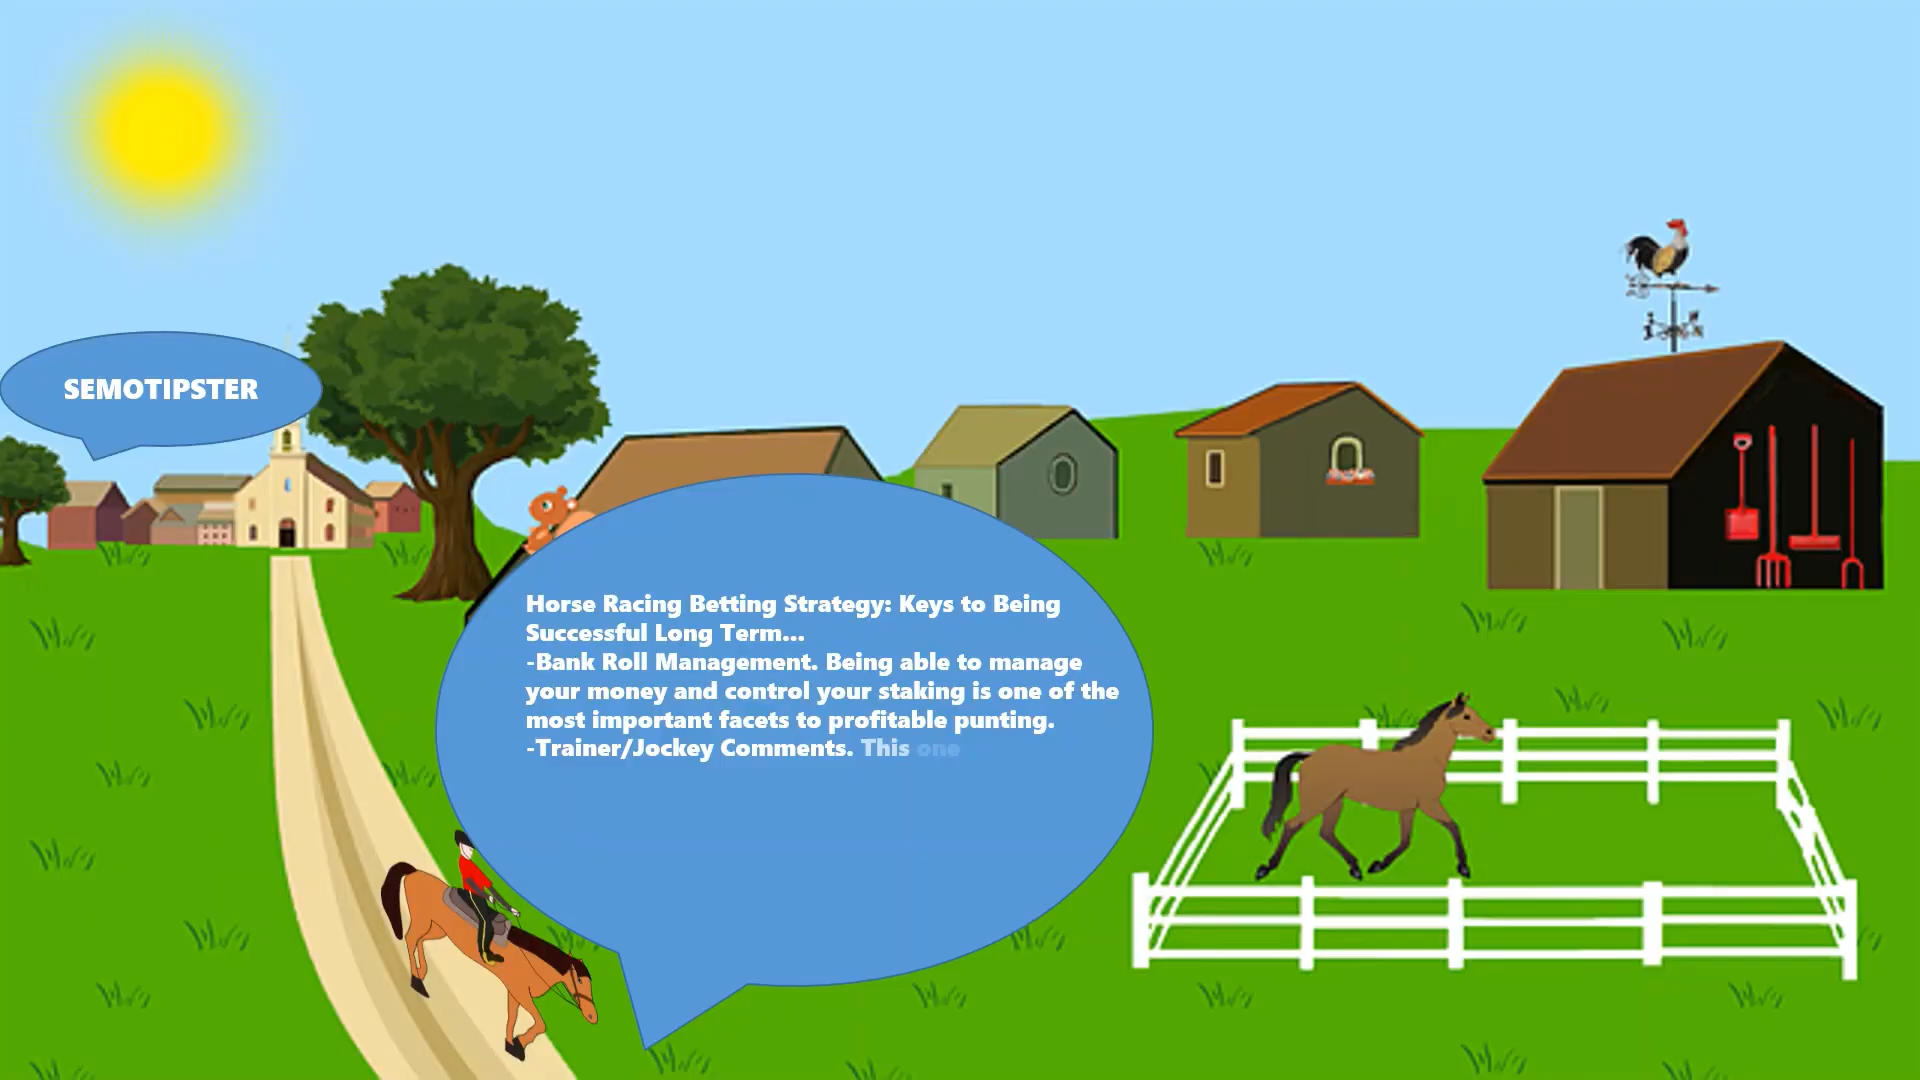 SEMOTIPSTER
Horse Racing Betting Strategy: Keys to Being
Successful Long Term...
-Bank Roll Management. Being able to manage
your money and control your staking is one of the
most important facets to profitable punting.
-Trainer/Jockey Comments. This one